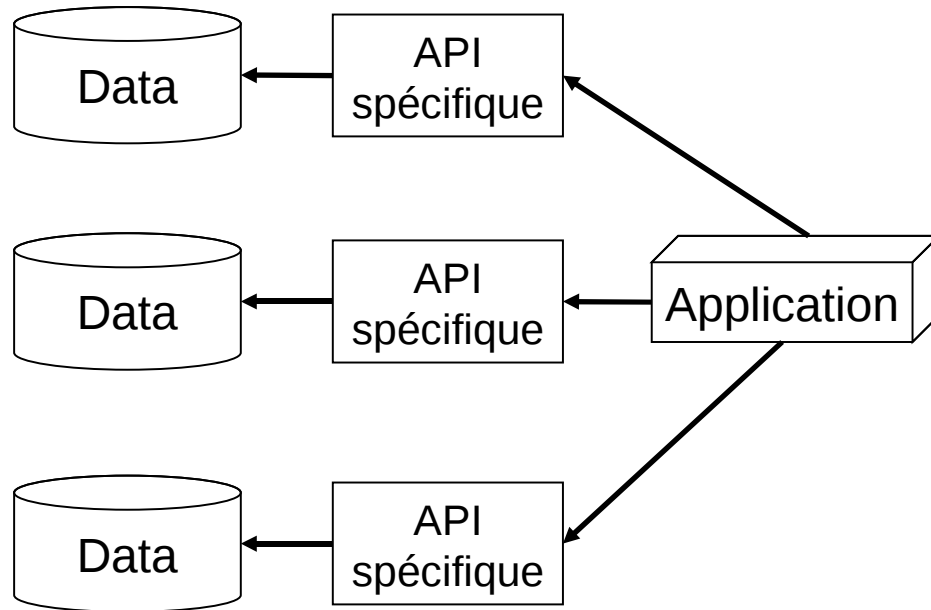 Data
API
spécifique
Data
API
spécifique
Application
Data
API
spécifique